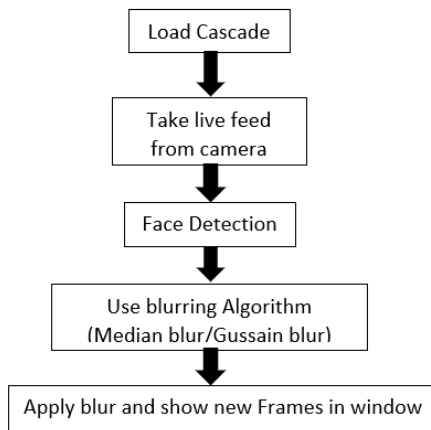 Load Cascade
Take live feed
from camera
Face Detection
Use blurring Algorithm
(Median blur/Gussain blur)
Apply blur and show new Frames in window